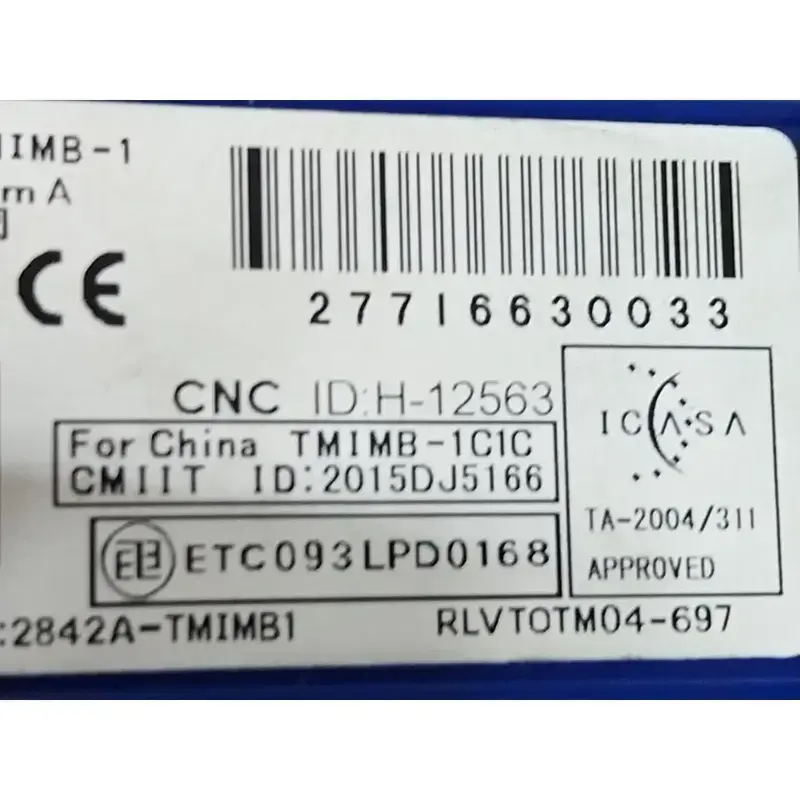 MIMB-1
m A
CE
27716630033
CNC ID:H-12563
ICASA
For China TMIMB-1C1C
CMIIT ID:2015DJ5166
TA-2004/311
APPROVED
ETC093LPD0168
:2842A-TMIMB1
RLVTOTM04-697